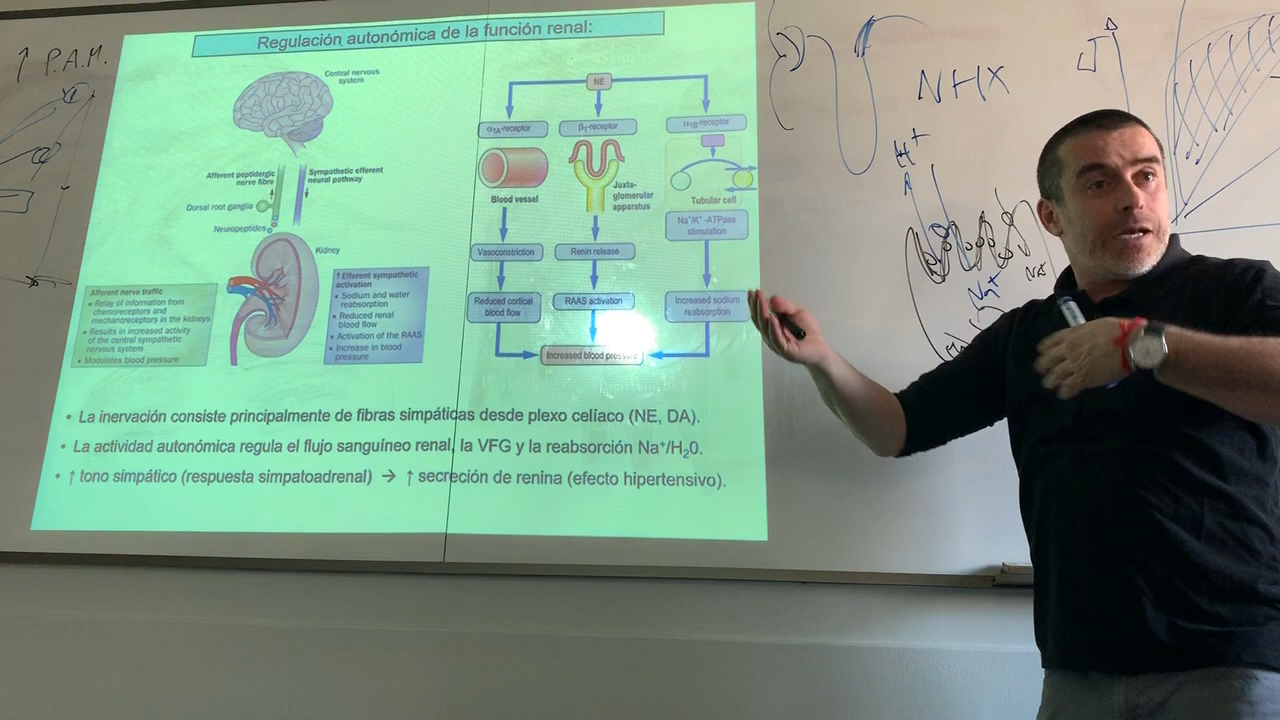 ↑ P.A.M.
Regulación autonómica de la función renal:
Central nervous
system
Afferent peptidergic
nerve fibre
Sympathetic efferent
neural pathway
Dorsal root ganglia
Neuropeptides
Kidney
Afferent nerve traffic
• Relay of information from
chemoreceptors and
mechanoreceptors in the kidneys
• Results in increased activity
of the central sympathetic
nervous system
• Modulates blood pressure
↑ Efferent sympathetic
activation
• Sodium and water
reabsorption
• Reduced renal
blood flow
• Activation of the RAAS
• Increase in blood
pressure
NE
α1A-receptor
β1-receptor
α1B-receptor
Blood vessel
Juxta-
glomerular
apparatus
Tubular cell
Vasoconstriction
Renin release
Na⁺/K⁺-ATPase
stimulation
Reduced cortical
blood flow
RAAS activation
Increased sodium
reabsorption
Increased blood pressure
• La inervación consiste principalmente de fibras simpáticas desde plexo celíaco (NE, DA).
• La actividad autonómica regula el flujo sanguíneo renal, la VFG y la reabsorción Na⁺/H₂0.
• ↑ tono simpático (respuesta simpatoadrenal) → ↑ secreción de renina (efecto hipertensivo).
NHX
H⁺
Na⁺